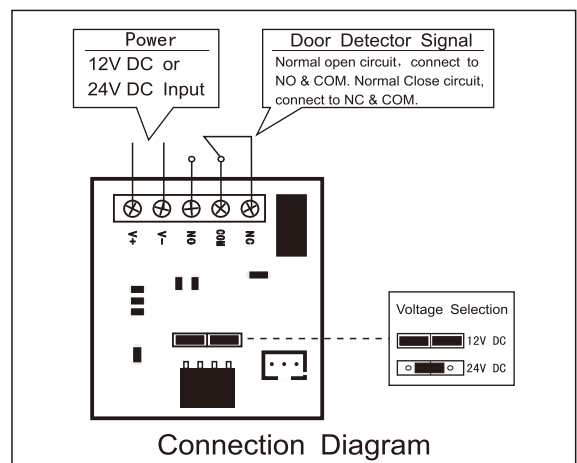 Power
12V DC or
24V DC Input
Door Detector Signal
Normal open circuit, connect to
NO & COM. Normal Close circuit,
connect to NC & COM.
V+
V-
NO
COM
NC
Voltage Selection
12V DC
24V DC
Connection Diagram